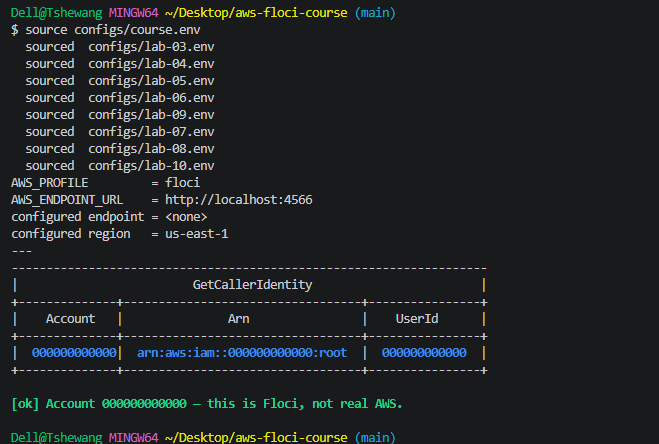 Dell@Tshewang MINGW64 ~/Desktop/aws-floci-course (main)
$ source configs/course.env
  sourced  configs/lab-03.env
  sourced  configs/lab-04.env
  sourced  configs/lab-05.env
  sourced  configs/lab-06.env
  sourced  configs/lab-09.env
  sourced  configs/lab-07.env
  sourced  configs/lab-08.env
  sourced  configs/lab-10.env
AWS_PROFILE         = floci
AWS_ENDPOINT_URL    = http://localhost:4566
configured endpoint = <none>
configured region   = us-east-1
---
-------------------------------------------------------------------
|                         GetCallerIdentity                       |
+--------------+----------------------------------+---------------+
|    Account   |               Arn                |    UserId     |
+--------------+----------------------------------+---------------+
|  000000000000|  arn:aws:iam::000000000000:root  |  000000000000 |
+--------------+----------------------------------+---------------+
[ok] Account 000000000000 — this is Floci, not real AWS.
Dell@Tshewang MINGW64 ~/Desktop/aws-floci-course (main)